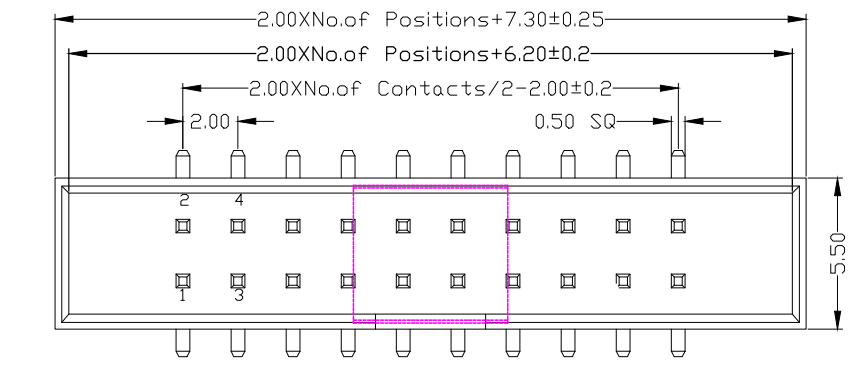 2.00XNo.of Positions+7.30±0.25
2.00XNo.of Positions+6.20±0.2
2.00XNo.of Contacts/2-2.00±0.2
2.00 0.50 SQ
2 4
5.50
1 3